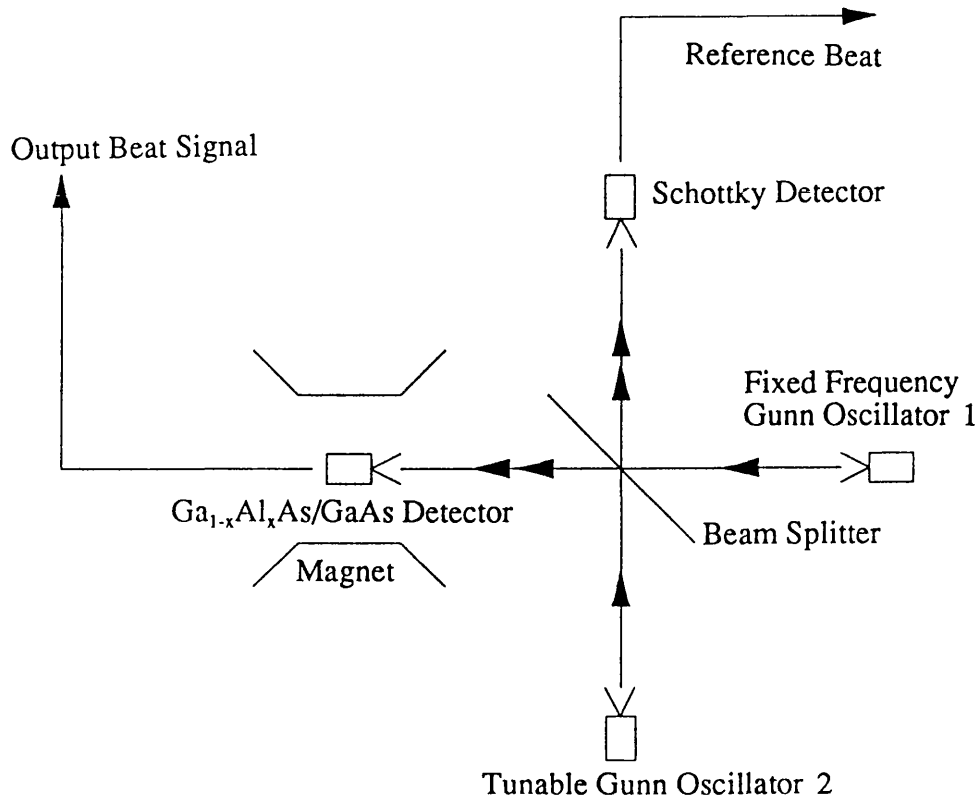 Reference Beat
Output Beat Signal
Schottky Detector
Fixed Frequency
Gunn Oscillator 1
Ga₁₋ₓAlₓAs/GaAs Detector
Beam Splitter
Magnet
Tunable Gunn Oscillator 2